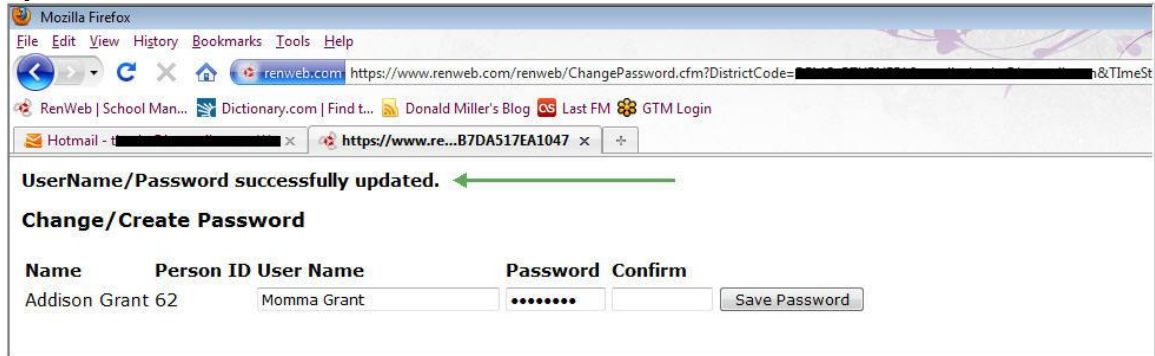 Mozilla Firefox
File Edit View History Bookmarks Tools Help
renweb.com https://www.renweb.com/renweb/ChangePassword.cfm?DistrictCode= n&TImeSt
RenWeb | School Man... Dictionary.com | Find t... Donald Miller's Blog Last FM GTM Login
Hotmail - t https://www.re...B7DA517EA1047
UserName/Password successfully updated.
Change/Create Password
Name Person ID User Name Password Confirm
Addison Grant 62 Momma Grant •••••••• Save Password